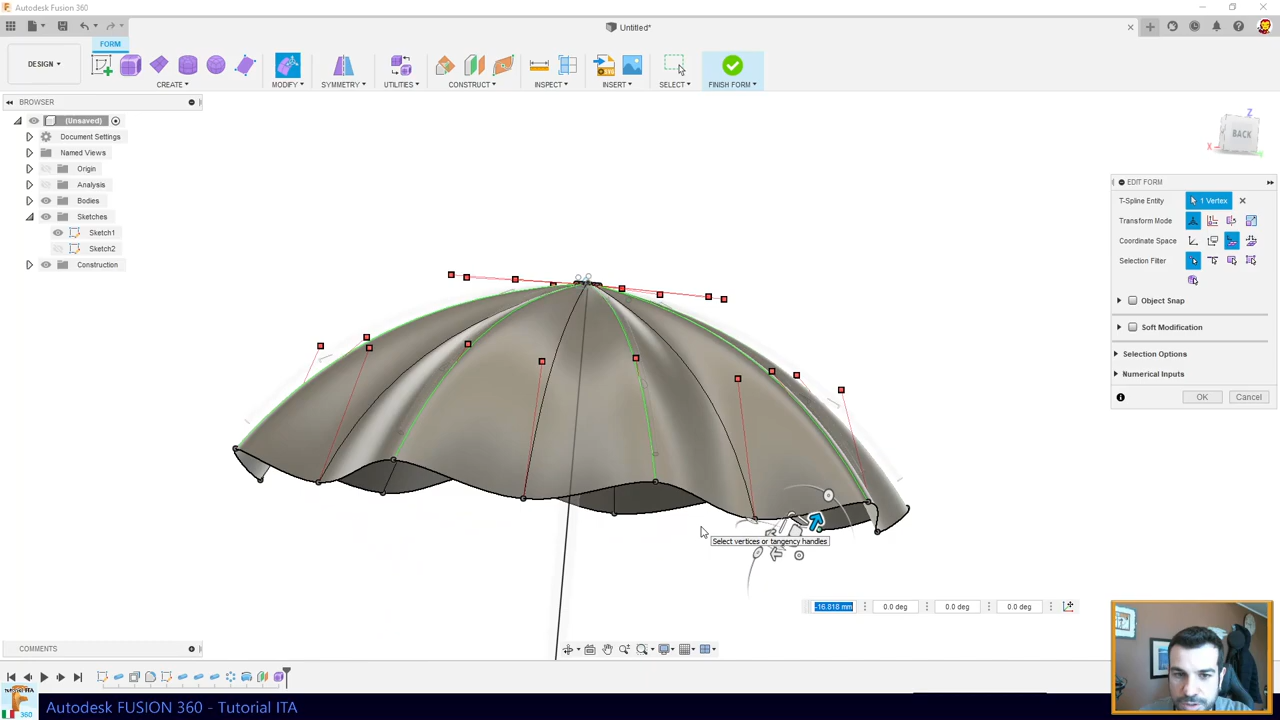 Autodesk Fusion 360
Untitled*
DESIGN
FORM
CREATE
MODIFY
SYMMETRY
UTILITIES
CONSTRUCT
INSPECT
INSERT
SELECT
FINISH FORM
BROWSER
(Unsaved)
Document Settings
Named Views
Origin
Analysis
Bodies
Sketches
Sketch1
Sketch2
Construction
Z
BACK
X
EDIT FORM
T-Spline Entity
1 Vertex
Transform Mode
Coordinate Space
Selection Filter
Object Snap
Soft Modification
Selection Options
Numerical Inputs
OK
Cancel
Select vertices or tangency handles
-16.818 mm
0.0 deg
0.0 deg
0.0 deg
COMMENTS
tutorial ITA
360
Autodesk FUSION 360 - Tutorial ITA